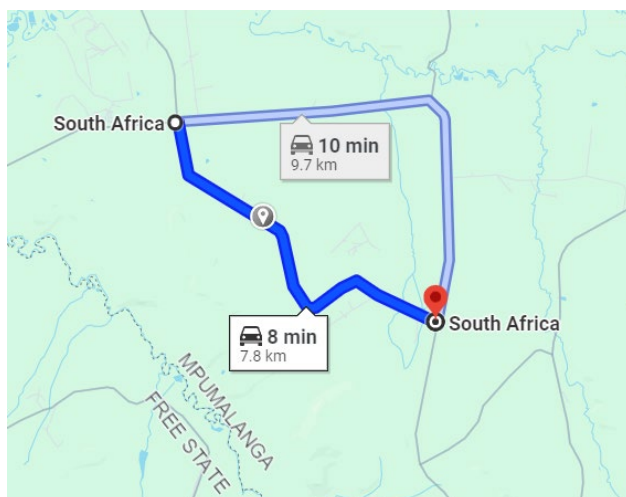 South Africa
10 min
9.7 km
8 min
7.8 km
South Africa
MPUMALANGA
FREE STATE